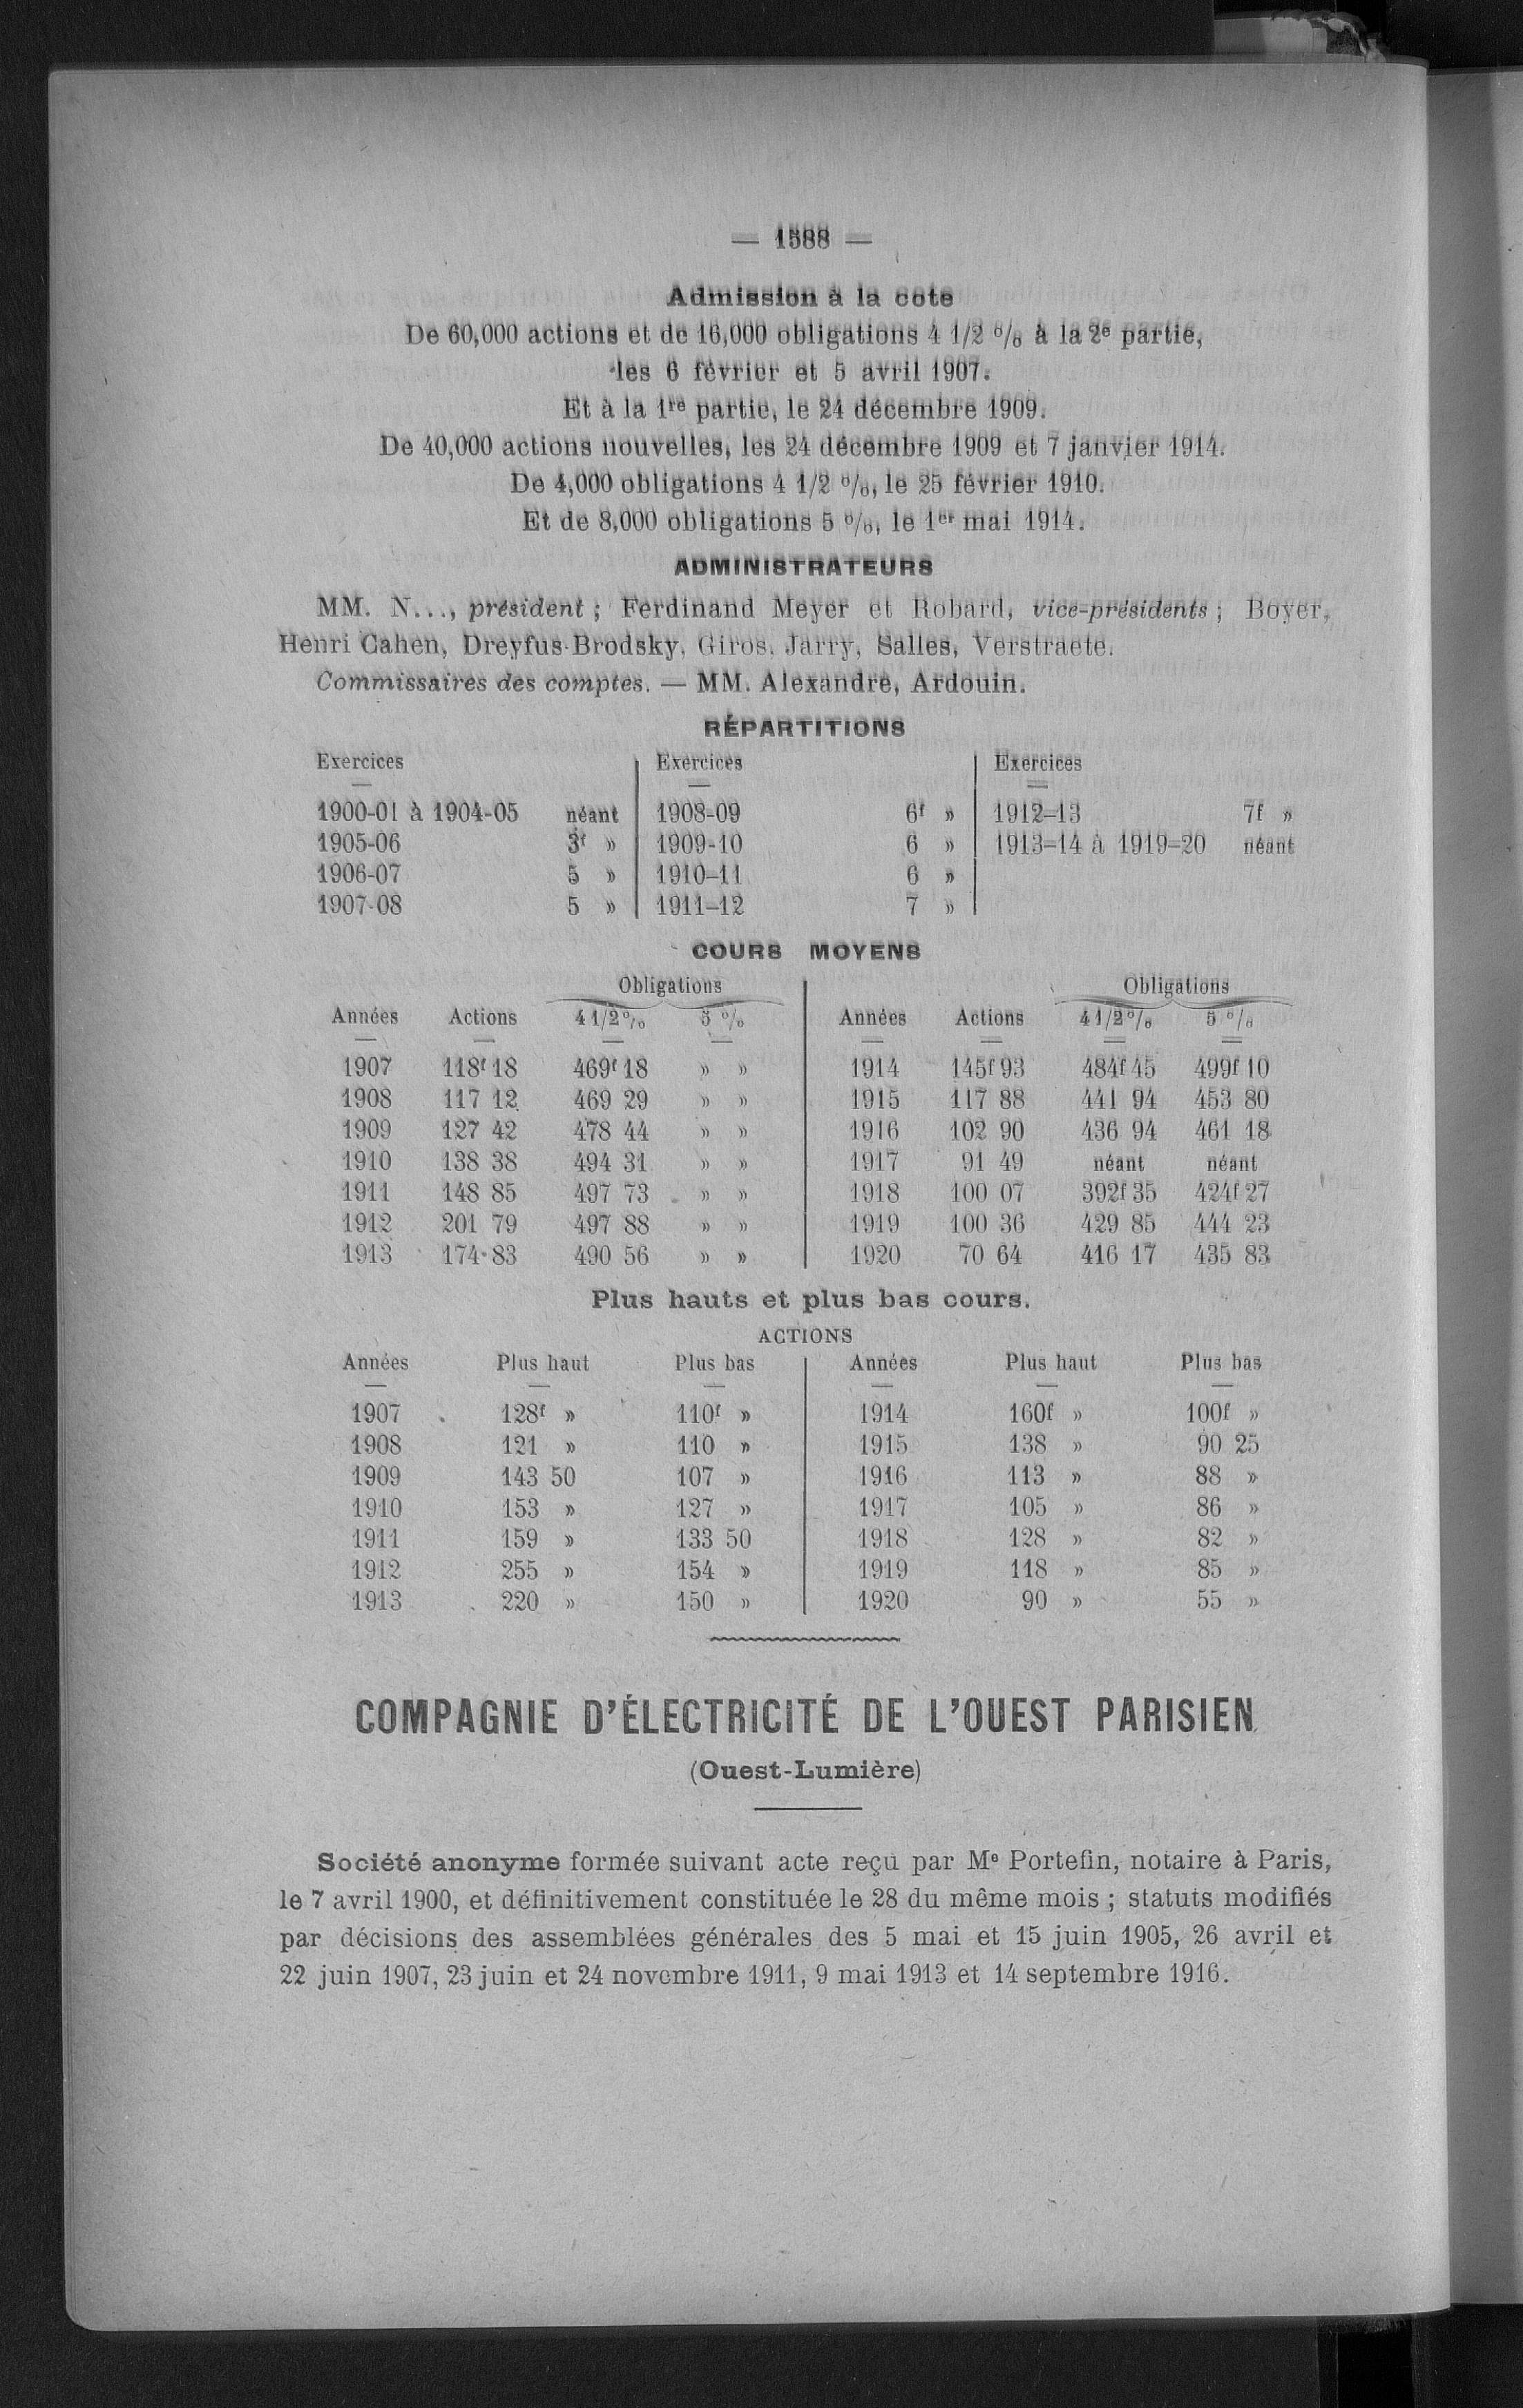 — 1588 —
Admission à la cote
De 60,000 actions et de 16,000 obligations 4 1/2 % à la 2e partie,
les 6 février et 5 avril 1907.
Et à la 1re partie, le 24 décembre 1909.
De 40,000 actions nouvelles, les 24 décembre 1909 et 7 janvier 1914.
De 4,000 obligations 4 1/2 %, le 25 février 1910.
Et de 8,000 obligations 5 %, le 1er mai 1914.
ADMINISTRATEURS
MM. N..., président ; Ferdinand Meyer et Robard, vice-présidents ; Boyer,
Henri Cahen, Dreyfus-Brodsky, Giros, Jarry, Salles, Verstraete.
Commissaires des comptes. — MM. Alexandre, Ardouin.
RÉPARTITIONS
Exercices Exercices Exercices
1900-01 à 1904-05 néant 1908-09 6f » 1912-13 7f »
1905-06 3f » 1909-10 6 » 1913-14 à 1919-20 néant
1906-07 5 » 1910-11 6 »
1907-08 5 » 1911-12 7 »
COURS MOYENS
Obligations Obligations
Années Actions 4 1/2 % 5 % Années Actions 4 1/2 % 5 %
1907 118f 18 469f 18 » » 1914 145f 93 484f 45 499f 10
1908 117 12 469 29 » » 1915 117 88 441 94 453 80
1909 127 42 478 44 » » 1916 102 90 436 94 461 18
1910 138 38 494 31 » » 1917 91 49 néant néant
1911 148 85 497 73 » » 1918 100 07 392f 35 424f 27
1912 201 79 497 88 » » 1919 100 36 429 85 444 23
1913 174 83 490 56 » » 1920 70 64 416 17 435 83
Plus hauts et plus bas cours.
ACTIONS
Années Plus haut Plus bas Années Plus haut Plus bas
1907 128f » 110f » 1914 160f » 100f »
1908 121 » 110 » 1915 138 » 90 25
1909 143 50 107 » 1916 113 » 88 »
1910 153 » 127 » 1917 105 » 86 »
1911 159 » 133 50 1918 128 » 82 »
1912 255 » 154 » 1919 118 » 85 »
1913 220 » 150 » 1920 90 » 55 »
COMPAGNIE D'ÉLECTRICITÉ DE L'OUEST PARISIEN
(Ouest-Lumière)
Société anonyme formée suivant acte reçu par Me Portefin, notaire à Paris,
le 7 avril 1900, et définitivement constituée le 28 du même mois ; statuts modifiés
par décisions des assemblées générales des 5 mai et 15 juin 1905, 26 avril et
22 juin 1907, 23 juin et 24 novembre 1911, 9 mai 1913 et 14 septembre 1916.